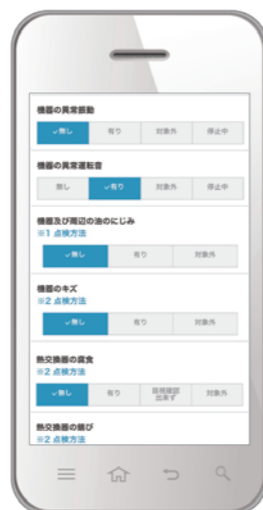 機器の異常振動
✓無し 有り 対象外 停止中
機器の異常運転音
無し ✓有り 対象外 停止中
機器及び周辺の油のにじみ
※1 点検方法
✓無し 有り 対象外
機器のキズ
※2 点検方法
✓無し 有り 対象外
熱交換器の腐食
※2 点検方法
✓無し 有り 目視確認出来ず 対象外
熱交換器の錆び
※2 点検方法